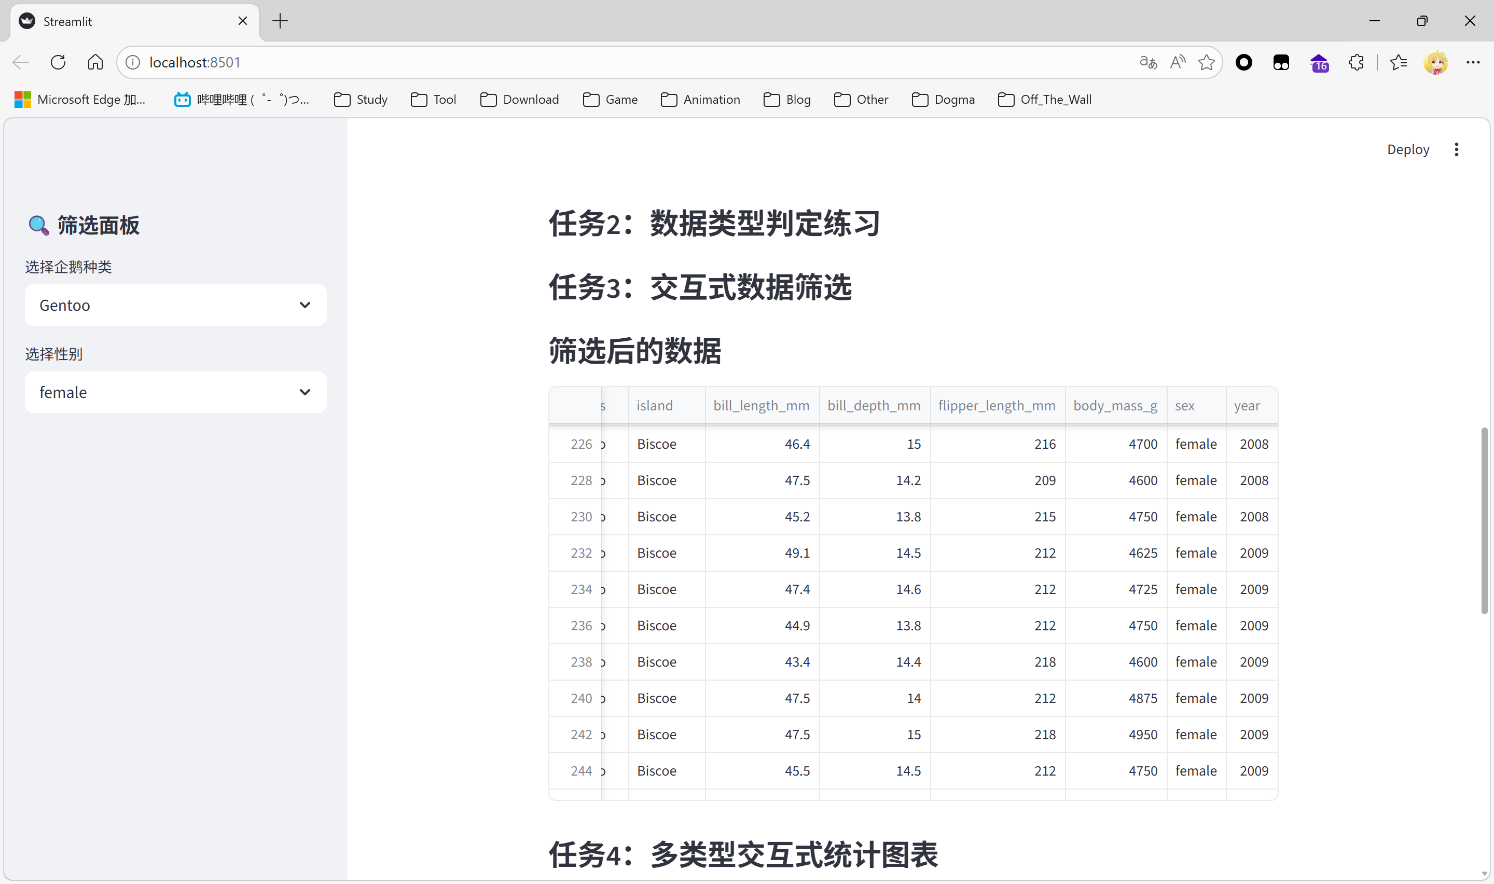 Streamlit
localhost:8501
Microsoft Edge 加...
哔哩哔哩 (゜-゜)つ...
Study
Tool
Download
Game
Animation
Blog
Other
Dogma
Off_The_Wall
16
Deploy
筛选面板
选择企鹅种类
Gentoo
选择性别
female
任务2：数据类型判定练习
任务3：交互式数据筛选
筛选后的数据
s island bill_length_mm bill_depth_mm flipper_length_mm body_mass_g sex year
226 o Biscoe 46.4 15 216 4700 female 2008
228 o Biscoe 47.5 14.2 209 4600 female 2008
230 o Biscoe 45.2 13.8 215 4750 female 2008
232 o Biscoe 49.1 14.5 212 4625 female 2009
234 o Biscoe 47.4 14.6 212 4725 female 2009
236 o Biscoe 44.9 13.8 212 4750 female 2009
238 o Biscoe 43.4 14.4 218 4600 female 2009
240 o Biscoe 47.5 14 212 4875 female 2009
242 o Biscoe 47.5 15 218 4950 female 2009
244 o Biscoe 45.5 14.5 212 4750 female 2009
任务4：多类型交互式统计图表